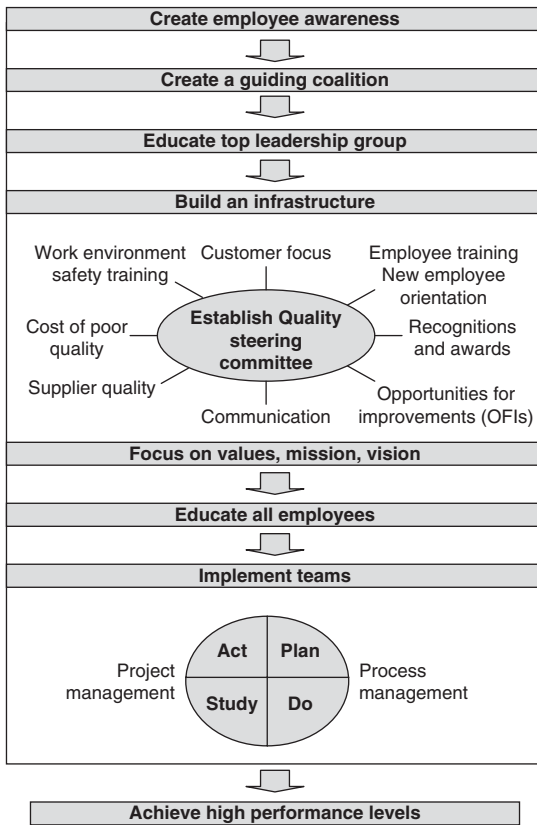 Create employee awareness
Create a guiding coalition
Educate top leadership group
Build an infrastructure
Work environment
safety training
Customer focus
Employee training
New employee
orientation
Cost of poor
quality
Establish Quality
steering
committee
Recognitions
and awards
Supplier quality
Communication
Opportunities for
improvements (OFIs)
Focus on values, mission, vision
Educate all employees
Implement teams
Project
management
Act
Plan
Study
Do
Process
management
Achieve high performance levels